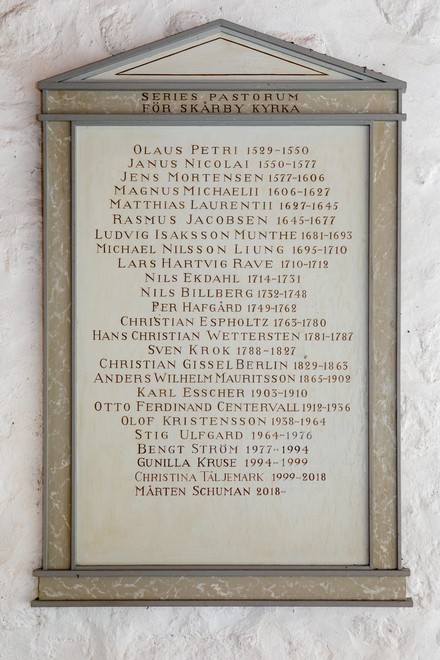 SERIES PASTORUM
FÖR SKÅRBY KYRKA
OLAUS PETRI 1529-1550
JANUS NICOLAI 1550-1577
JENS MORTENSEN 1577-1606
MAGNUS MICHAELII 1606-1627
MATTHIAS LAURENTII 1627-1645
RASMUS JACOBSEN 1645-1677
LUDVIG ISAKSSON MUNTHE 1681-1693
MICHAEL NILSSON LIUNG 1695-1710
LARS HARTVIG RAVE 1710-1712
NILS EKDAHL 1714-1731
NILS BILLBERG 1732-1748
PER HAFGÅRD 1749-1762
CHRISTIAN ESPHOLTZ 1763-1780
HANS CHRISTIAN WETTERSTEN 1781-1787
SVEN KROK 1788-1827
CHRISTIAN GISSEL BERLIN 1829-1863
ANDERS WILHELM MAURITSSON 1865-1902
KARL ESSCHER 1903-1910
OTTO FERDINAND CENTERVALL 1912-1936
OLOF KRISTENSSON 1938-1964
STIG ULFGARD 1964-1976
BENGT STRÖM 1977-1994
GUNILLA KRUSE 1994-1999
CHRISTINA TÄLJEMARK 1999-2018
MÅRTEN SCHUMAN 2018-